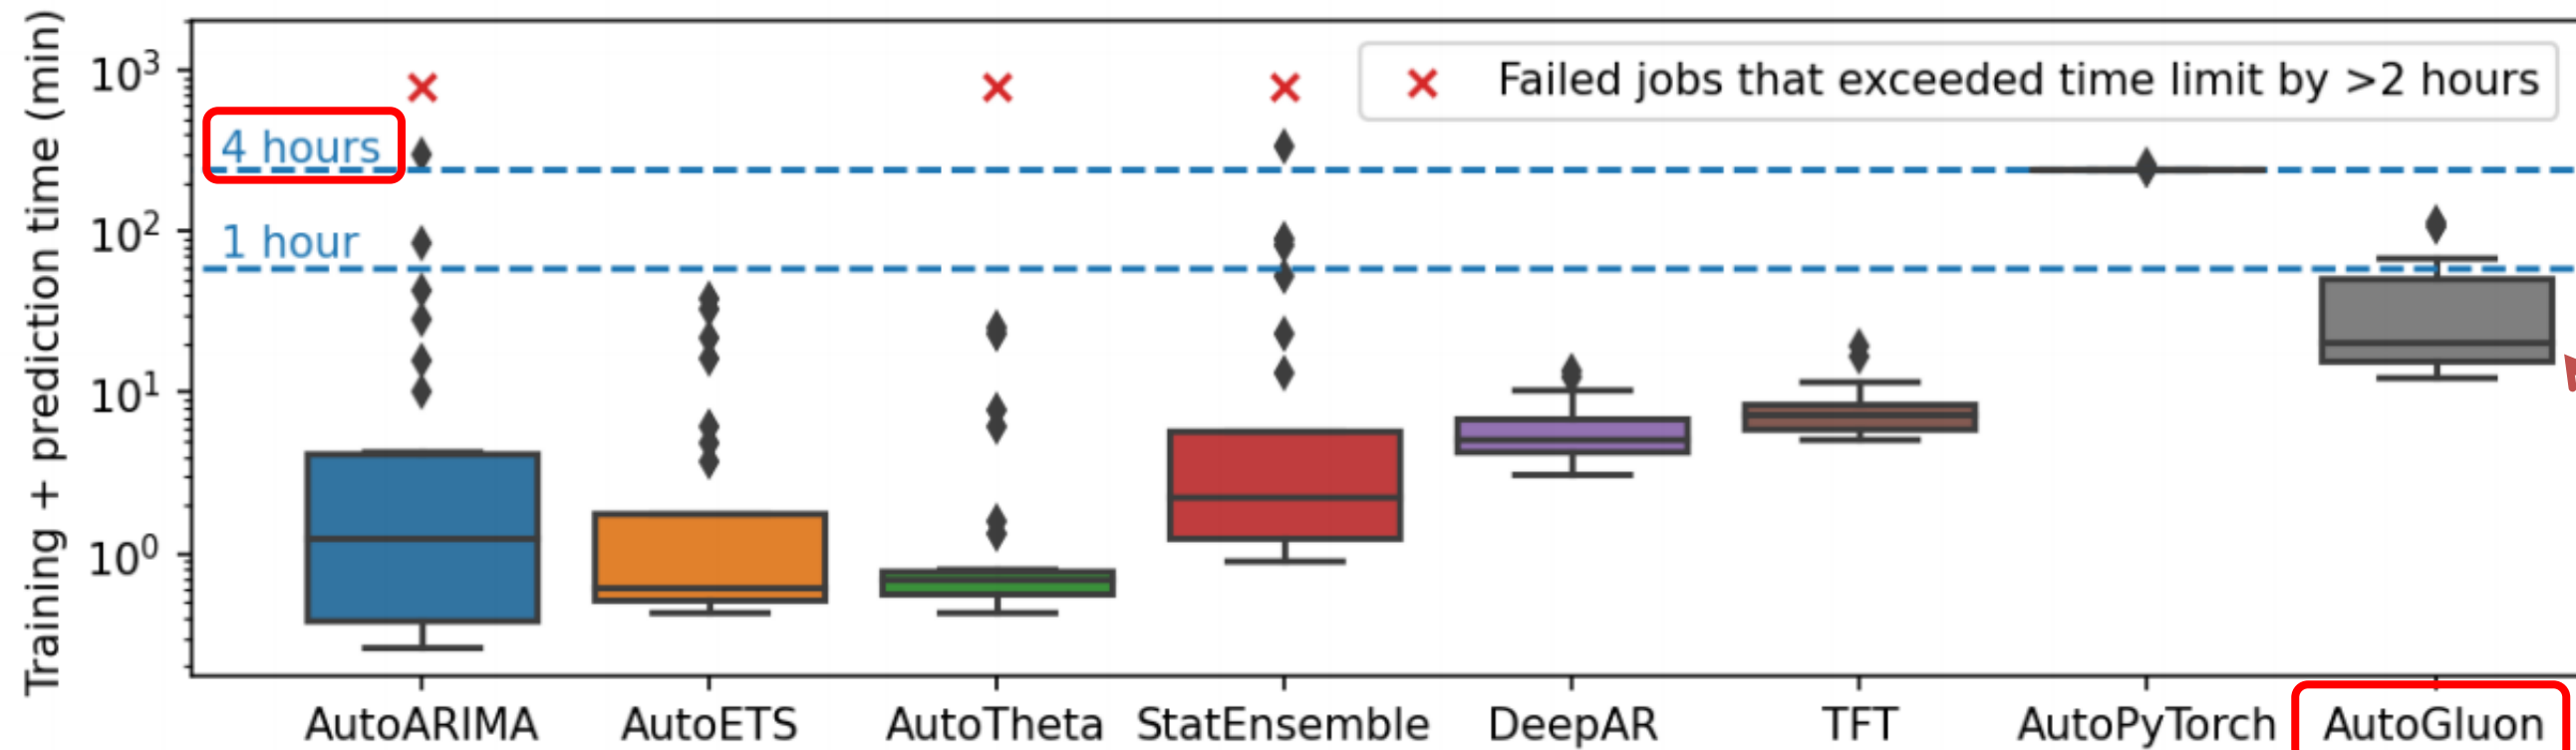 Training + prediction time (min)
10³
10²
10¹
10⁰
4 hours
1 hour
Failed jobs that exceeded time limit by >2 hours
AutoARIMA AutoETS AutoTheta StatEnsemble DeepAR TFT AutoPyTorch AutoGluon